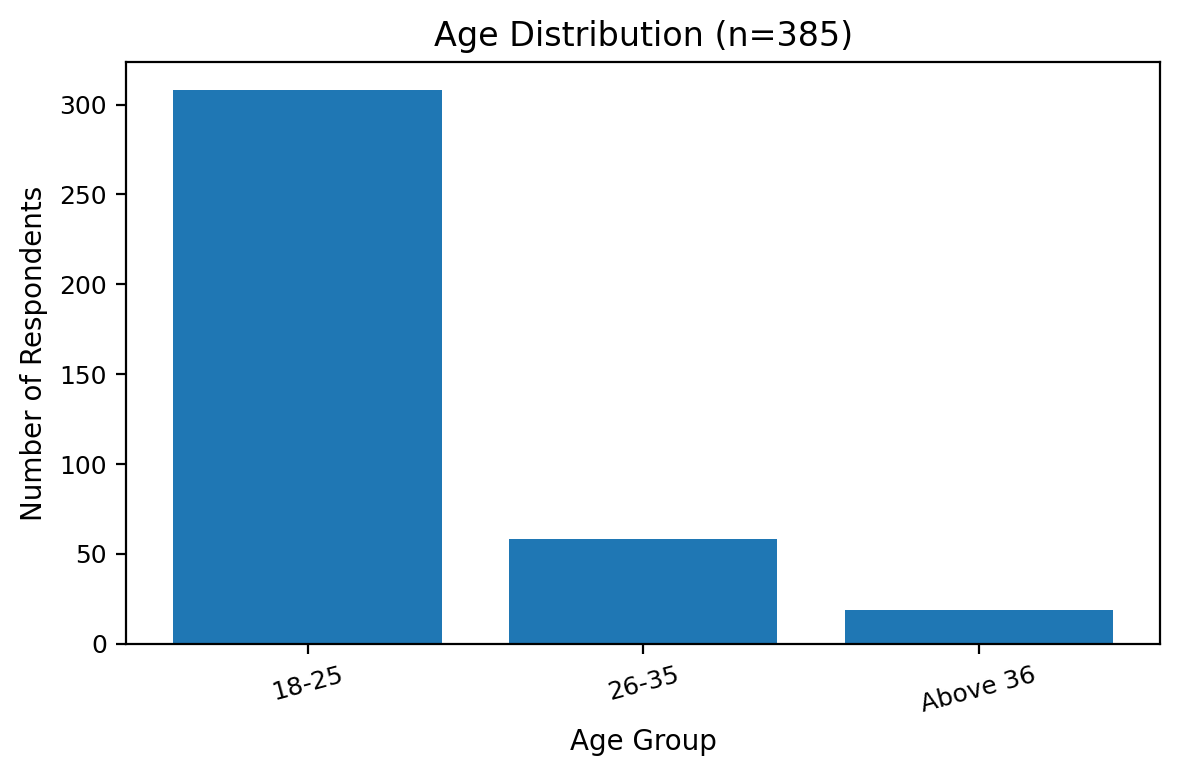 Age Distribution (n=385)
Number of Respondents
300
250
200
150
100
50
0
18-25
26-35
Above 36
Age Group